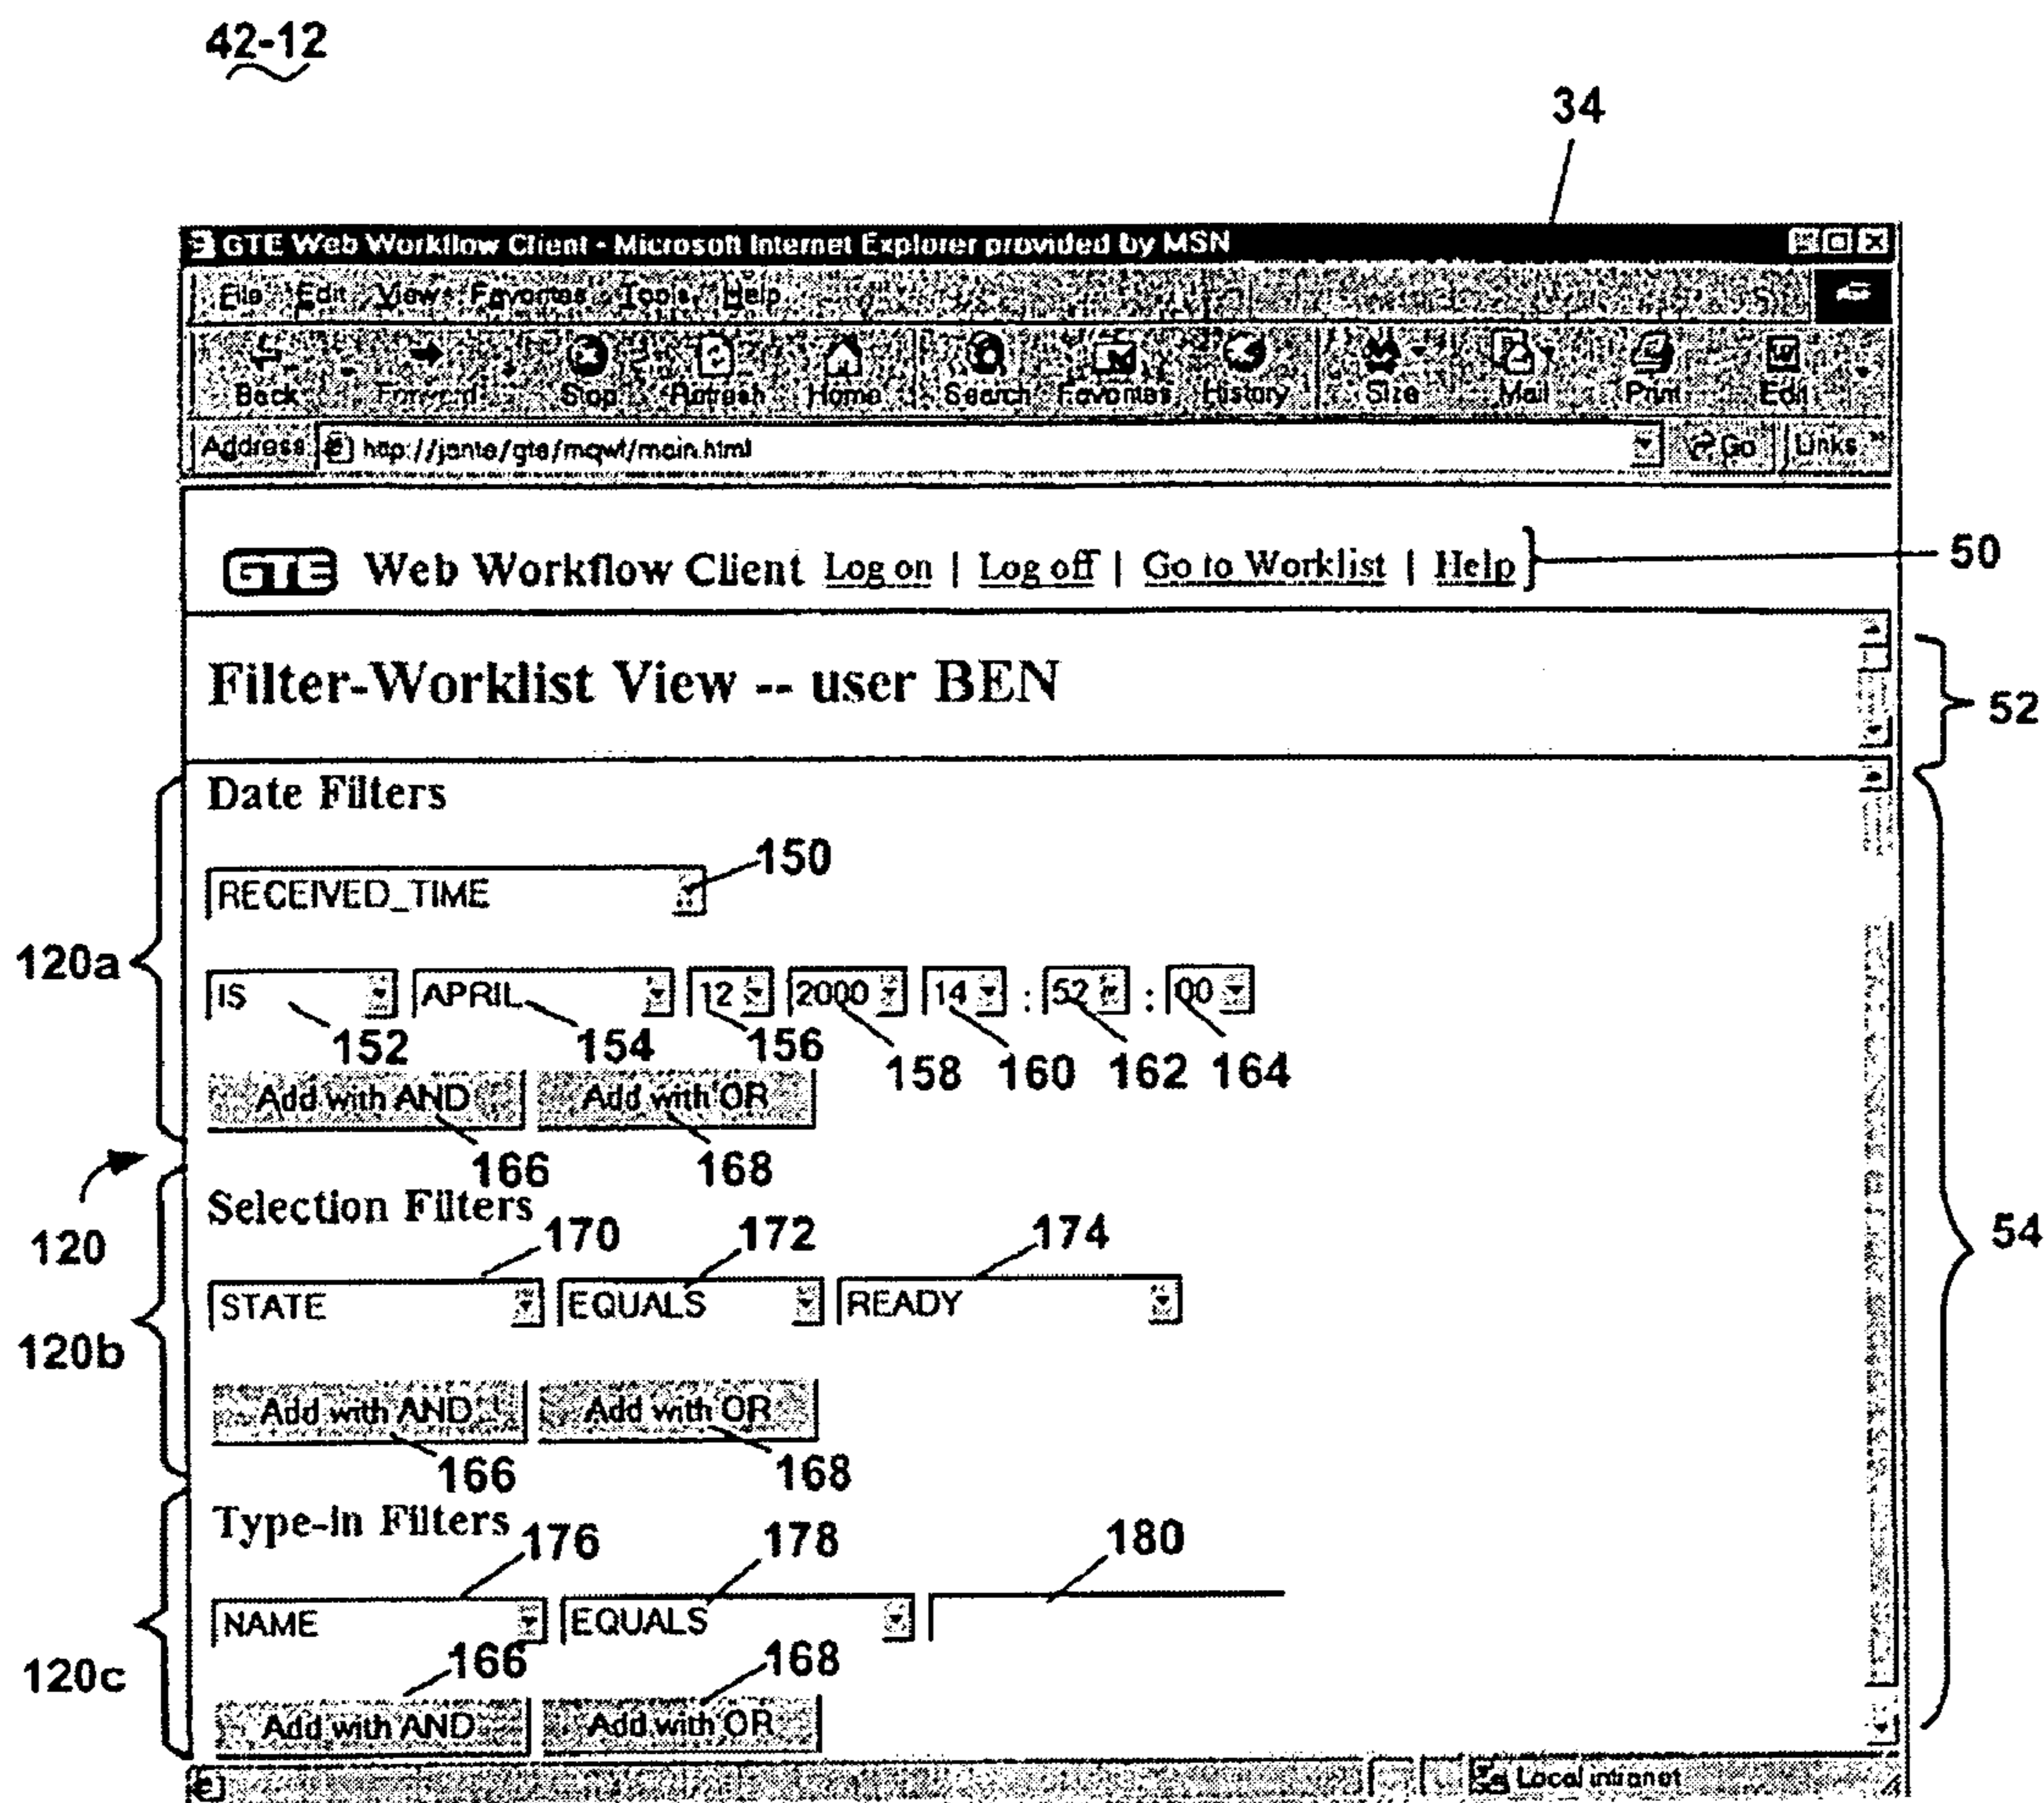 42-12
34
GTE Web Workflow Client - Microsoft Internet Explorer provided by MSN
File Edit View Favorites Tools Help
Back Forward Stop Refresh Home Search Favorites History Size Mail Print Edit
Address http://jante/gte/mqwf/main.html Go Links »
GTE Web Workflow Client Log on | Log off | Go to Worklist | Help
50
Filter-Worklist View -- user BEN
52
Date Filters
150
RECEIVED_TIME
120a
IS APRIL 12 2000 14 : 52 : 00
152 154 156 158 160 162 164
Add with AND Add with OR
166 168
120
Selection Filters
170 172 174
54
STATE EQUALS READY
120b
Add with AND Add with OR
166 168
Type-in Filters
176 178 180
NAME EQUALS
120c
166 168
Add with AND Add with OR
Local intranet